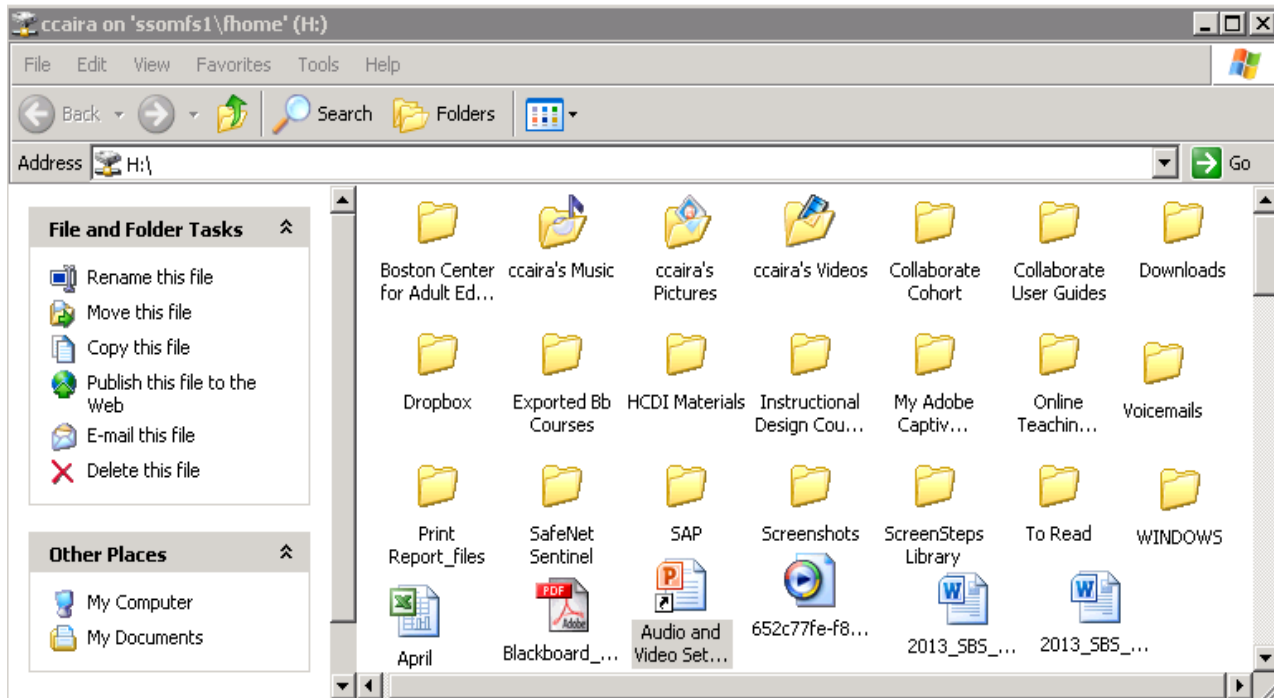 ccaira on 'ssomfs1\fhome' (H:)
File Edit View Favorites Tools Help
Back Search Folders
Address H:\ Go
File and Folder Tasks
Rename this file
Move this file
Copy this file
Publish this file to the
Web
E-mail this file
Delete this file
Other Places
My Computer
My Documents
Boston Center
for Adult Ed...
ccaira's Music
ccaira's
Pictures
ccaira's Videos
Collaborate
Cohort
Collaborate
User Guides
Downloads
Dropbox
Exported Bb
Courses
HCDI Materials
Instructional
Design Cou...
My Adobe
Captiv...
Online
Teachin...
Voicemails
Print
Report_files
SafeNet
Sentinel
SAP
Screenshots
ScreenSteps
Library
To Read
WINDOWS
April
PDF
Adobe
Blackboard_...
P
Audio and
Video Set...
652c77fe-f8...
W
2013_SBS_...
W
2013_SBS_...